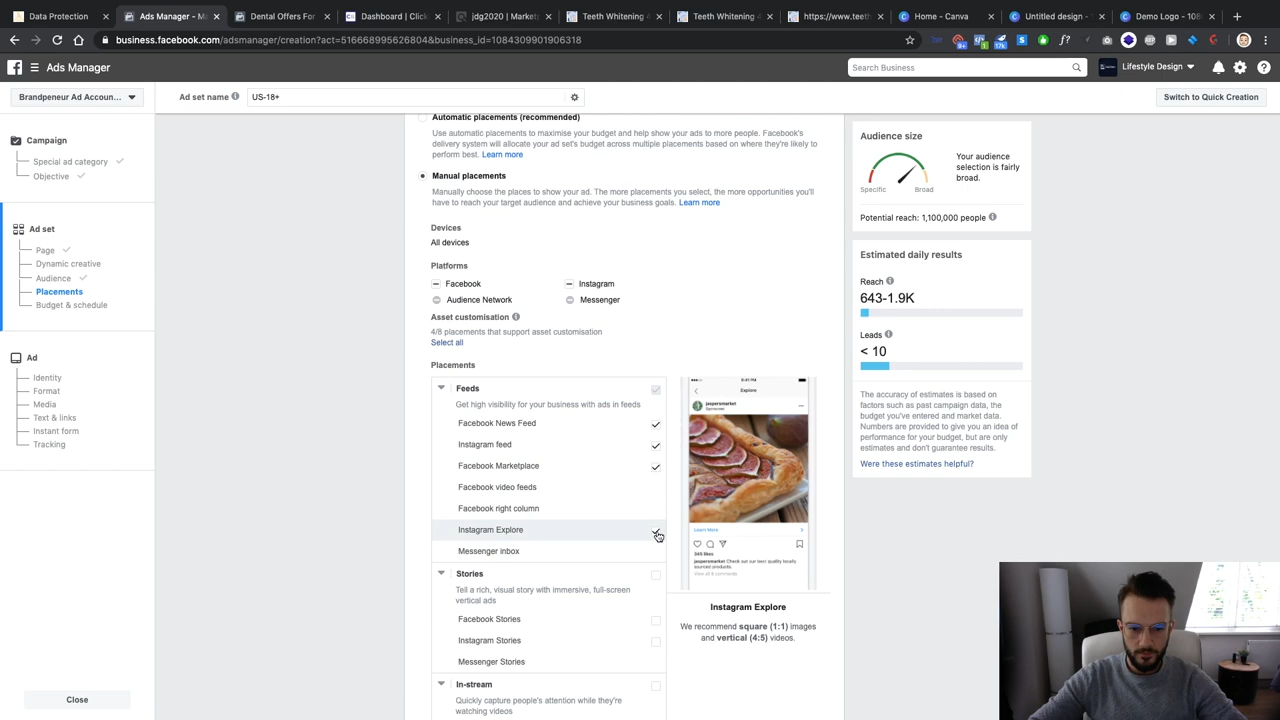 Data Protection
Ads Manager - M
Dental Offers For
Dashboard | Click
jdg2020 | Market
Teeth Whitening
Teeth Whitening
https://www.teet
Home - Canva
Untitled design -
Demo Logo - 108
business.facebook.com/adsmanager/creation?act=516668995626804&business_id=1084309901906318
Ads Manager
Search Business
Lifestyle Design
Brandpeneur Ad Accoun...
Ad set name
US-18+
Switch to Quick Creation
Campaign
Special ad category
Objective
Ad set
Page
Dynamic creative
Audience
Placements
Budget & schedule
Ad
Identity
Format
Media
Text & links
Instant form
Tracking
Close
Automatic placements (recommended)
Use automatic placements to maximise your budget and help show your ads to more people. Facebook's
delivery system will allocate your ad set's budget across multiple placements based on where they're likely to
perform best. Learn more
Manual placements
Manually choose the places to show your ad. The more placements you select, the more opportunities you'll
have to reach your target audience and achieve your business goals. Learn more
Devices
All devices
Platforms
Facebook
Instagram
Audience Network
Messenger
Asset customisation
4/8 placements that support asset customisation
Select all
Placements
Feeds
Get high visibility for your business with ads in feeds
Facebook News Feed
Instagram feed
Facebook Marketplace
Facebook video feeds
Facebook right column
Instagram Explore
Messenger inbox
Stories
Tell a rich, visual story with immersive, full-screen
vertical ads
Facebook Stories
Instagram Stories
Messenger Stories
In-stream
Quickly capture people's attention while they're
watching videos
Explore
jaspersmarket
Sponsored
Learn More
jaspersmarket Check out our best quality locally
sourced products.
Instagram Explore
We recommend square (1:1) images
and vertical (4:5) videos.
Audience size
Specific
Broad
Your audience
selection is fairly
broad.
Potential reach: 1,100,000 people
Estimated daily results
Reach
643-1.9K
Leads
< 10
The accuracy of estimates is based on
factors such as past campaign data, the
budget you've entered and market data.
Numbers are provided to give you an idea of
performance for your budget, but are only
estimates and don't guarantee results.
Were these estimates helpful?